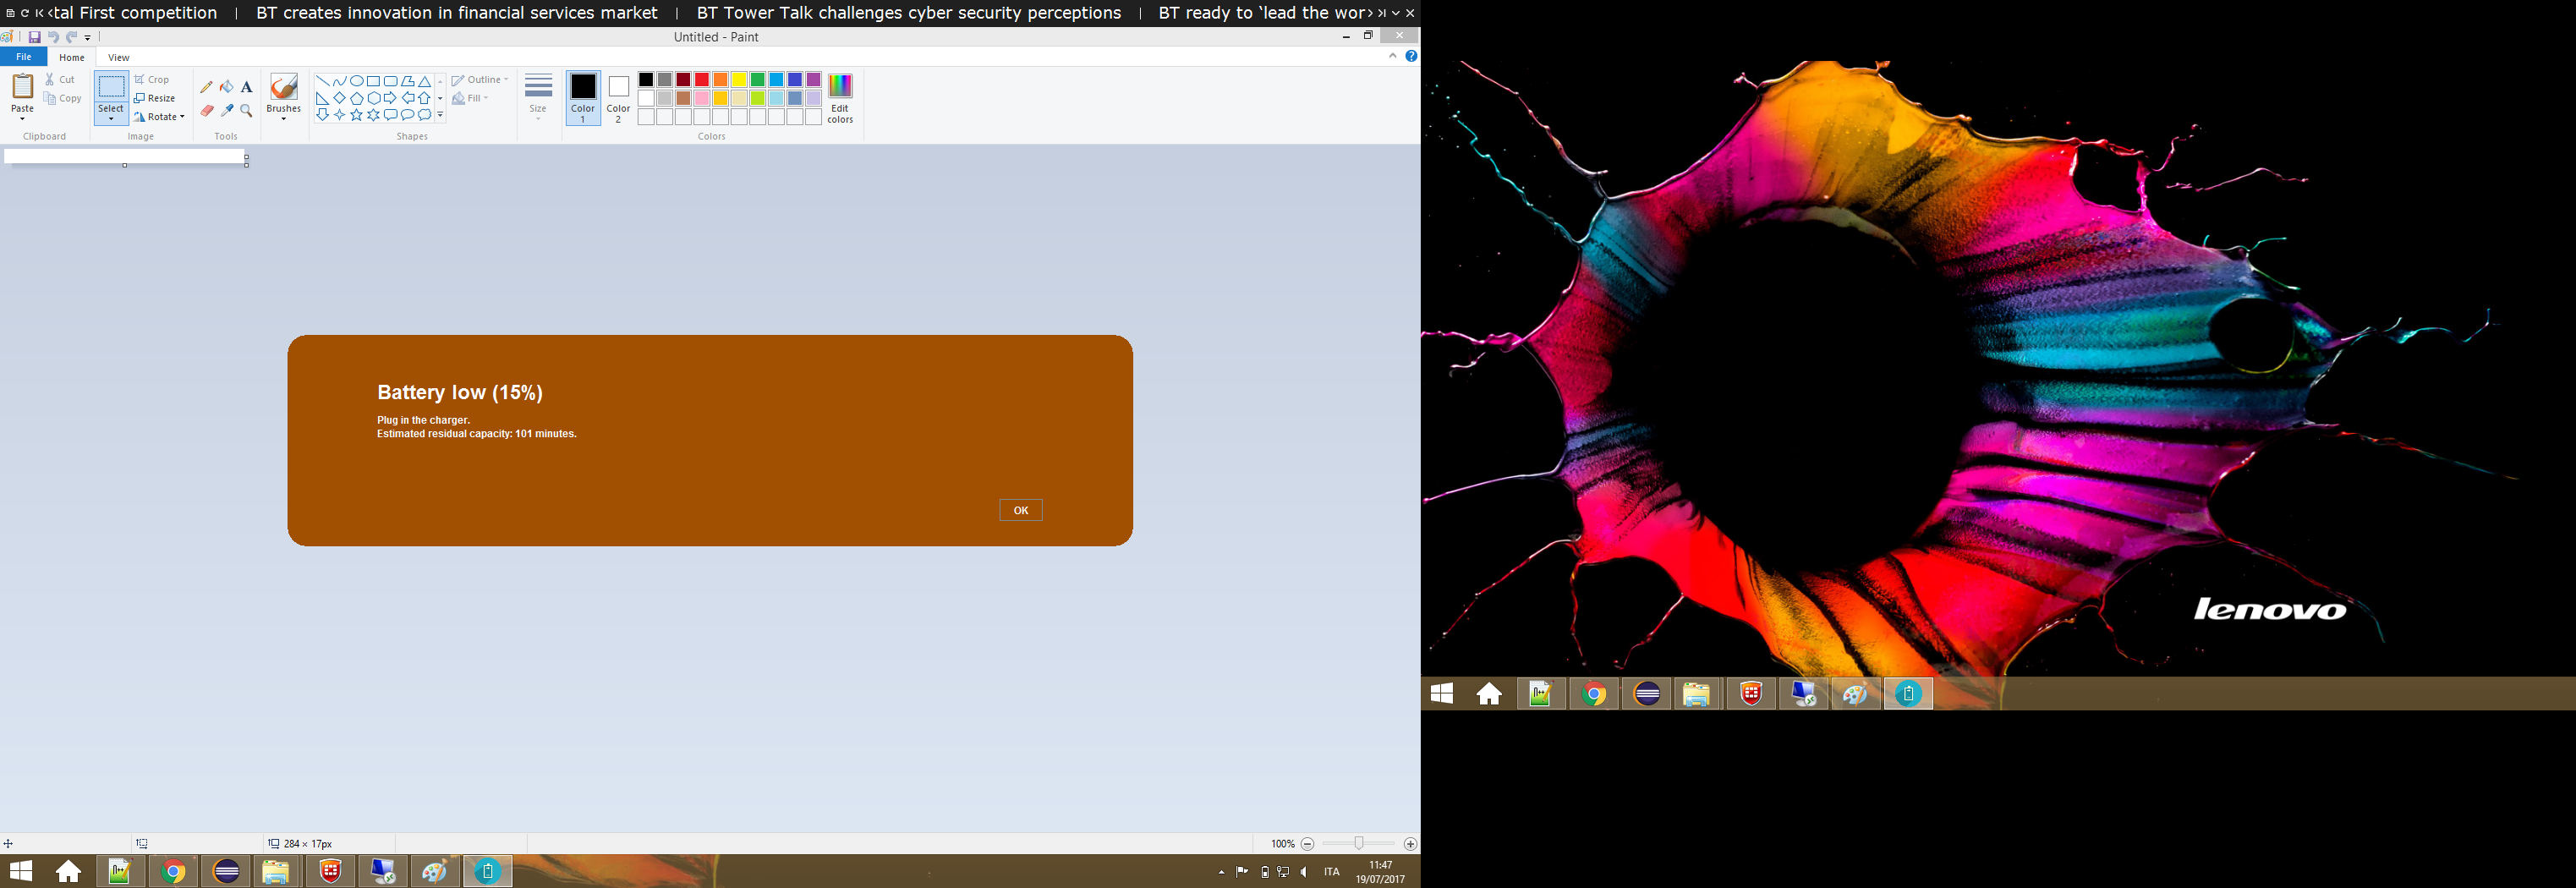 tal First competition | BT creates innovation in financial services market | BT Tower Talk challenges cyber security perceptions | BT ready to 'lead the wor
Untitled - Paint
File Home View
Paste
Cut
Copy
Clipboard
Select
Crop
Resize
Rotate
Image
Tools
Brushes
Shapes
Outline
Fill
Size
Color 1
Color 2
Edit colors
Colors
Battery low (15%)
Plug in the charger.
Estimated residual capacity: 101 minutes.
OK
lenovo
284 × 17px
100%
ITA
11:47
19/07/2017